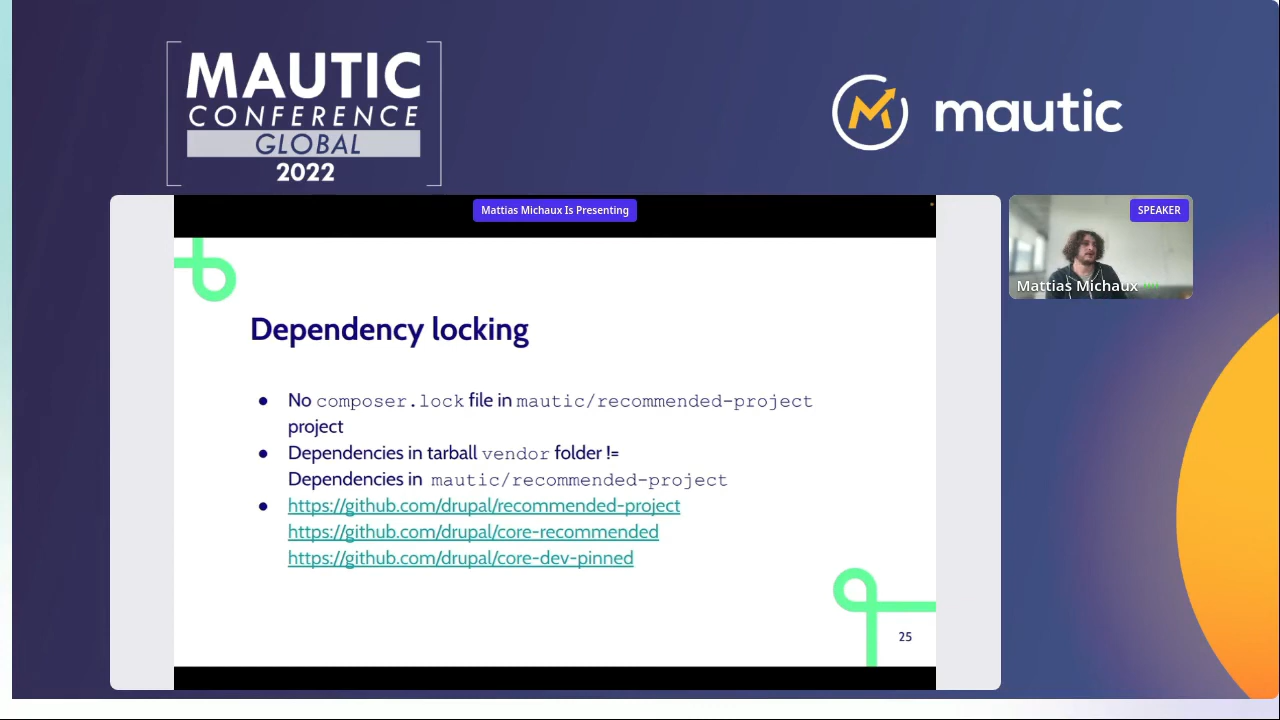 MAUTIC
CONFERENCE
GLOBAL
2022
mautic
Mattias Michaux Is Presenting
SPEAKER
Mattias Michaux
Dependency locking
● No composer.lock file in mautic/recommended-project
project
● Dependencies in tarball vendor folder !=
Dependencies in mautic/recommended-project
● https://github.com/drupal/recommended-project
https://github.com/drupal/core-recommended
https://github.com/drupal/core-dev-pinned
25